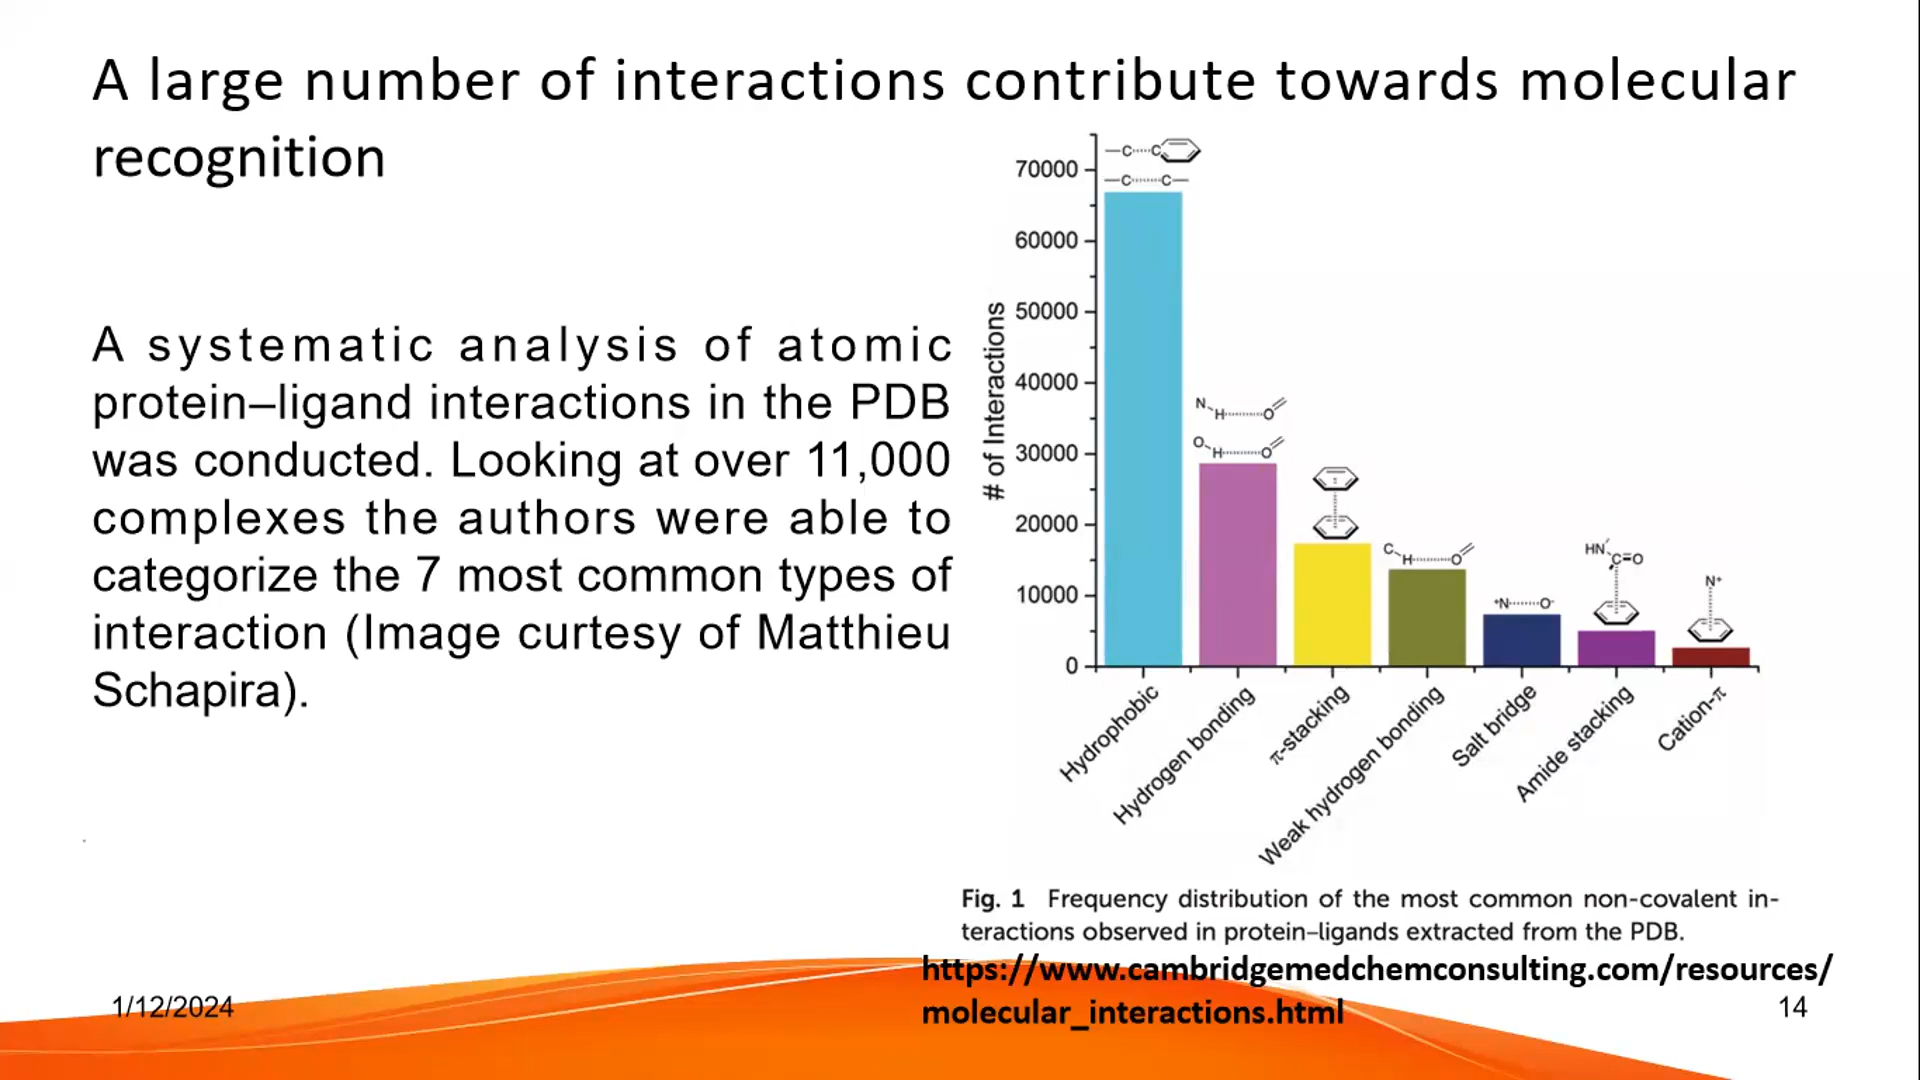 A large number of interactions contribute towards molecular
recognition
A systematic analysis of atomic
protein–ligand interactions in the PDB
was conducted. Looking at over 11,000
complexes the authors were able to
categorize the 7 most common types of
interaction (Image curtesy of Matthieu
Schapira).
# of Interactions
70000
60000
50000
40000
30000
20000
10000
0
C C
C C
N H O
O H O
C H O
⁺N O⁻
HN C=O
N⁺
Hydrophobic
Hydrogen bonding
π-stacking
Weak hydrogen bonding
Salt bridge
Amide stacking
Cation-π
Fig. 1 Frequency distribution of the most common non-covalent in-
teractions observed in protein–ligands extracted from the PDB.
https://www.cambridgemedchemconsulting.com/resources/
molecular_interactions.html
1/12/2024
14